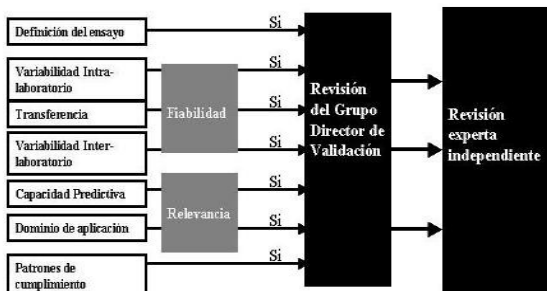 Definición del ensayo
Si
Variabilidad Intra-
laboratorio
Si
Transferencia
Si
Variabilidad Inter-
laboratorio
Si
Fiabilidad
Capacidad Predictiva
Si
Dominio de aplicación
Si
Relevancia
Patrones de
cumplimiento
Si
Revisión
del Grupo
Director de
Validación
Revisión
experta
independiente